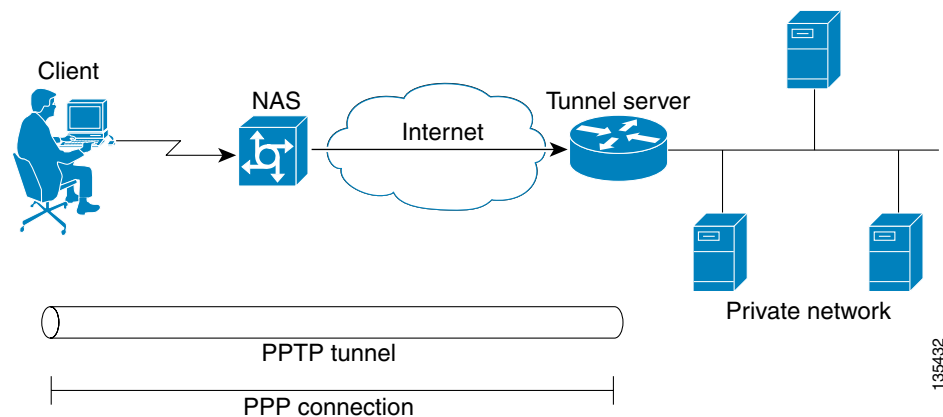 Client
NAS
Internet
Tunnel server
Private network
PPTP tunnel
PPP connection
135432